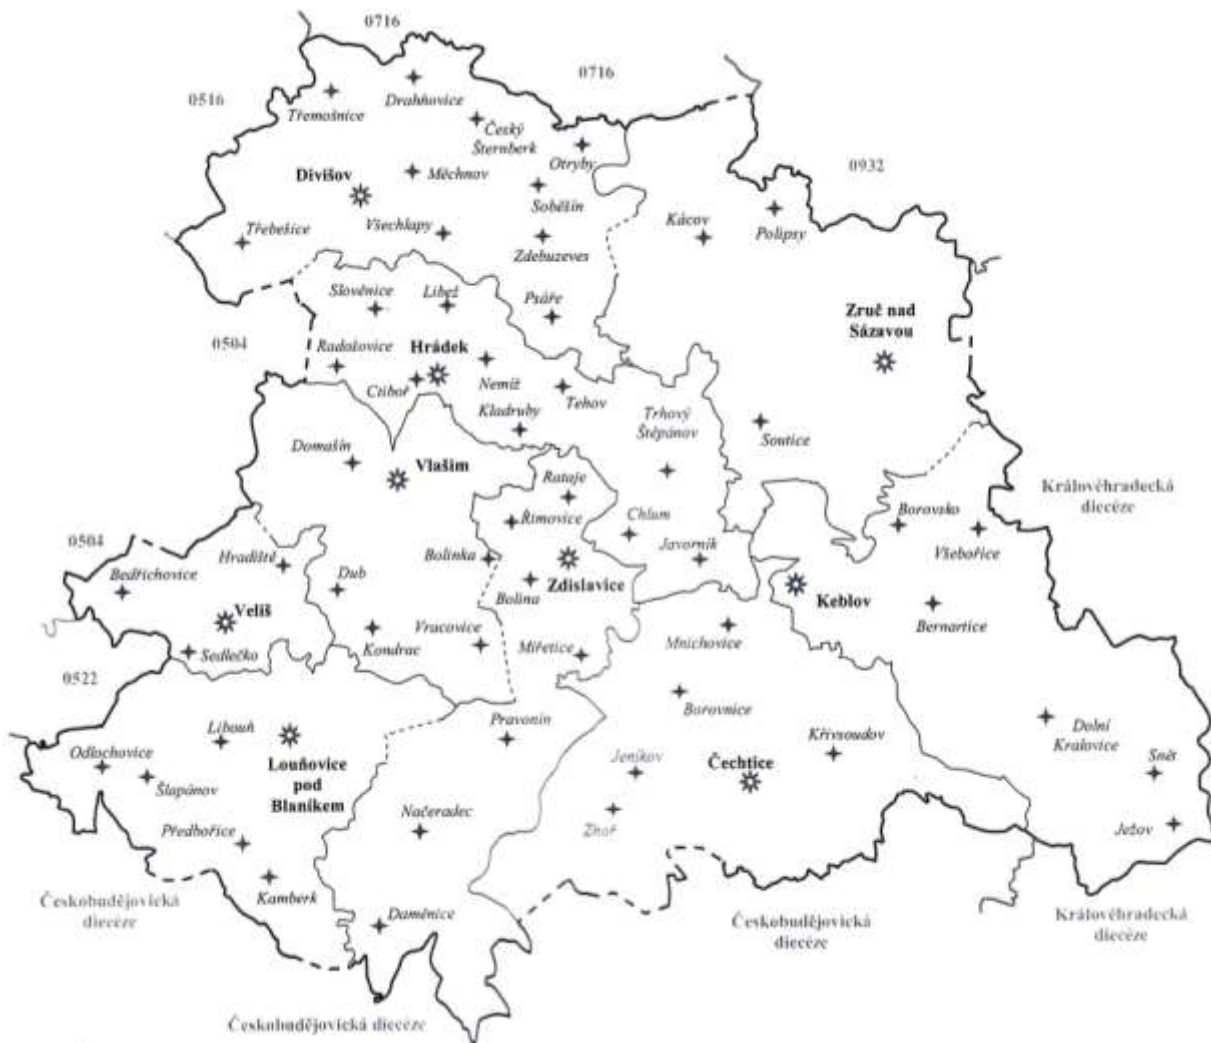 0716
0716
0516
Třemošnice
Drahňovice
Český
Šternberk
Otryby
0932
Divišov
Měchnov
Soběšín
Kácov
Polipsy
Třebešice
Všechlapy
Zdebuzeves
Slověnice
Libež
Psáře
Zruč nad
Sázavou
0504
Radošovice
Hrádek
Ctiboř
Nemíž
Tehov
Kladruby
Trhový
Štěpánov
Soutice
Domašín
Vlašim
Rataje
Královéhradecká
diecéze
Římovice
Chlum
Borovsko
Všebořice
0504
Hradiště
Bolinka
Javorník
Bedřichovice
Dub
Zdislavice
Bolina
Keblov
Veliš
Bernartice
Sedlečko
Kondrac
Vracovice
Miřetice
Mnichovice
0522
Libouň
Pravonín
Borovnice
Odlochovice
Louňovice
pod
Blaníkem
Šlapánov
Jeníkov
Čechtice
Křivsoudov
Dolní
Kralovice
Snět
Předbořice
Načeradec
Zhoř
Ježov
Kamberk
Českobudějovická
diecéze
Daměnice
Českobudějovická
diecéze
Královéhradecká
diecéze
Českobudějovická diecéze